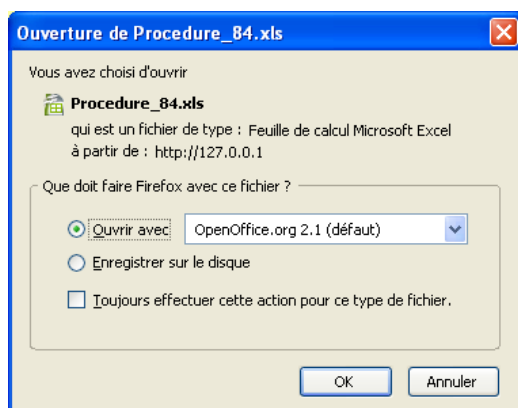 Ouverture de Procedure_84.xls
Vous avez choisi d'ouvrir
Procedure_84.xls
qui est un fichier de type : Feuille de calcul Microsoft Excel
à partir de : http://127.0.0.1
Que doit faire Firefox avec ce fichier ?
Ouvrir avec OpenOffice.org 2.1 (défaut)
Enregistrer sur le disque
Toujours effectuer cette action pour ce type de fichier.
OK Annuler